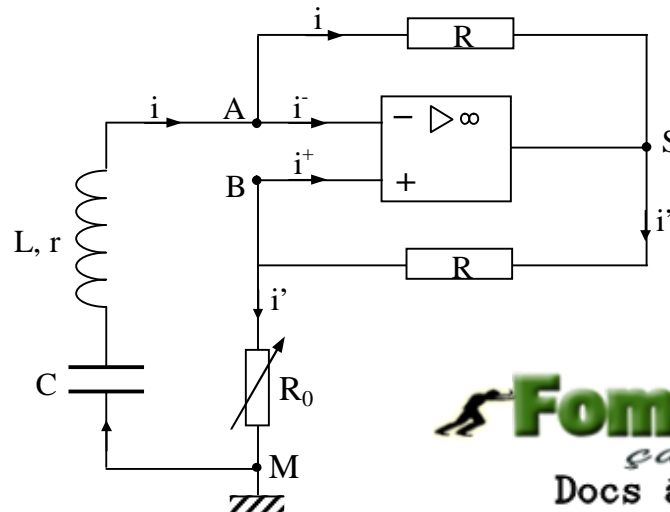 i
R
i
A
i⁻
− ▷ ∞
S
B
i⁺
+
i'
L, r
R
i'
C
R₀
M
Fom
Docs à